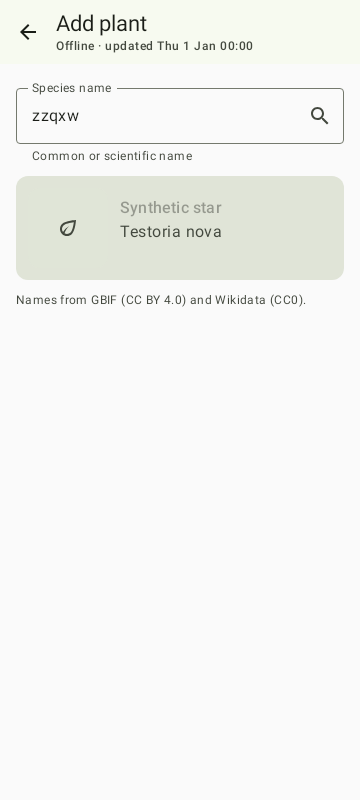 Add plant
Offline · updated Thu 1 Jan 00:00
Species name
zzqxw
Common or scientific name
Synthetic star
Testoria nova
Names from GBIF (CC BY 4.0) and Wikidata (CC0).